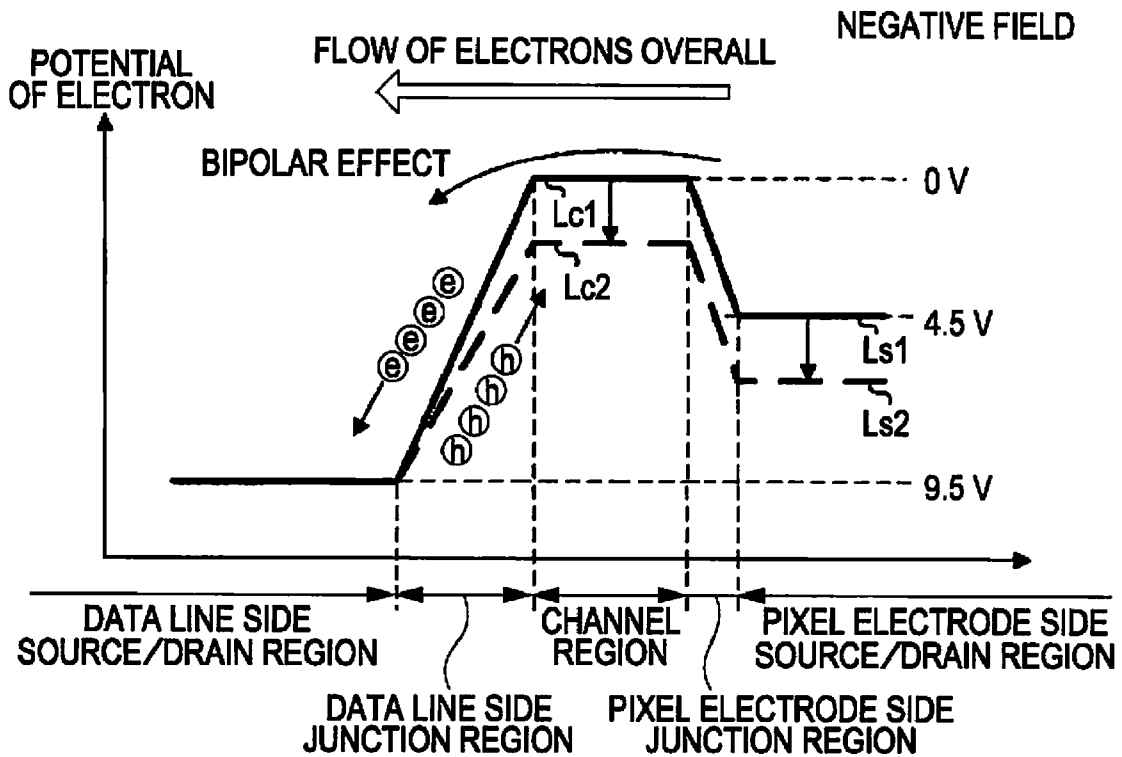 NEGATIVE FIELD
FLOW OF ELECTRONS OVERALL
POTENTIAL
OF ELECTRON
BIPOLAR EFFECT
0 V
Lc1
Lc2
e
e
e
e
4.5 V
Ls1
h
h
h
h
Ls2
9.5 V
DATA LINE SIDE
SOURCE/DRAIN REGION
CHANNEL
REGION
PIXEL ELECTRODE SIDE
SOURCE/DRAIN REGION
DATA LINE SIDE
JUNCTION REGION
PIXEL ELECTRODE SIDE
JUNCTION REGION